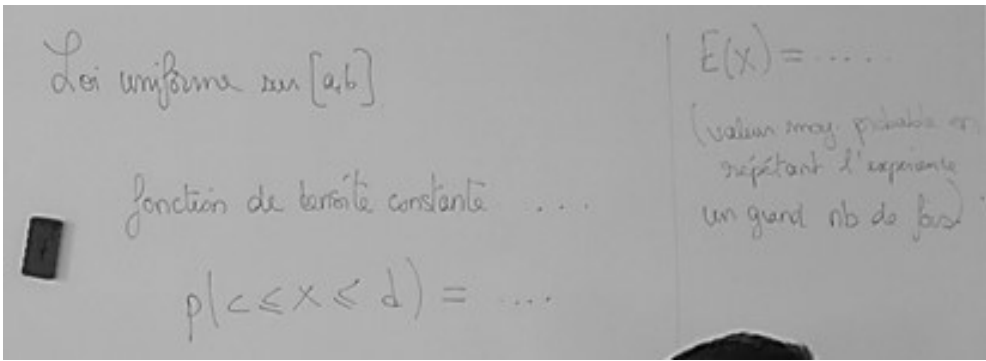 Loi uniforme sur [a,b]
fonction de densité constante ....
p(c ≤ X ≤ d) = ....
E(X) = .....
(valeur moy. probable en
répétant l'expérience
un grand nb de fois)